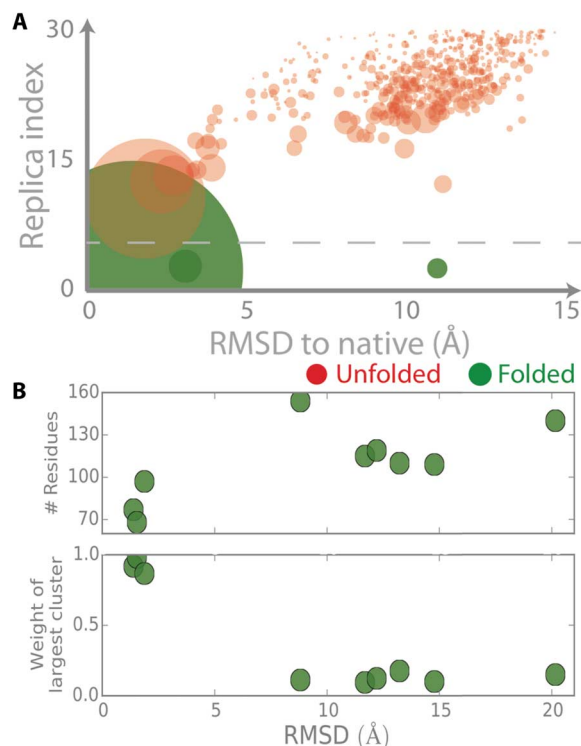 A
30
Replica index
15
0
0
5
10
15
RMSD to native (Å)
Unfolded
Folded
B
160
130
100
70
# Residues
1.0
0.5
0.0
Weight of
largest cluster
0
5
10
15
20
RMSD (Å)